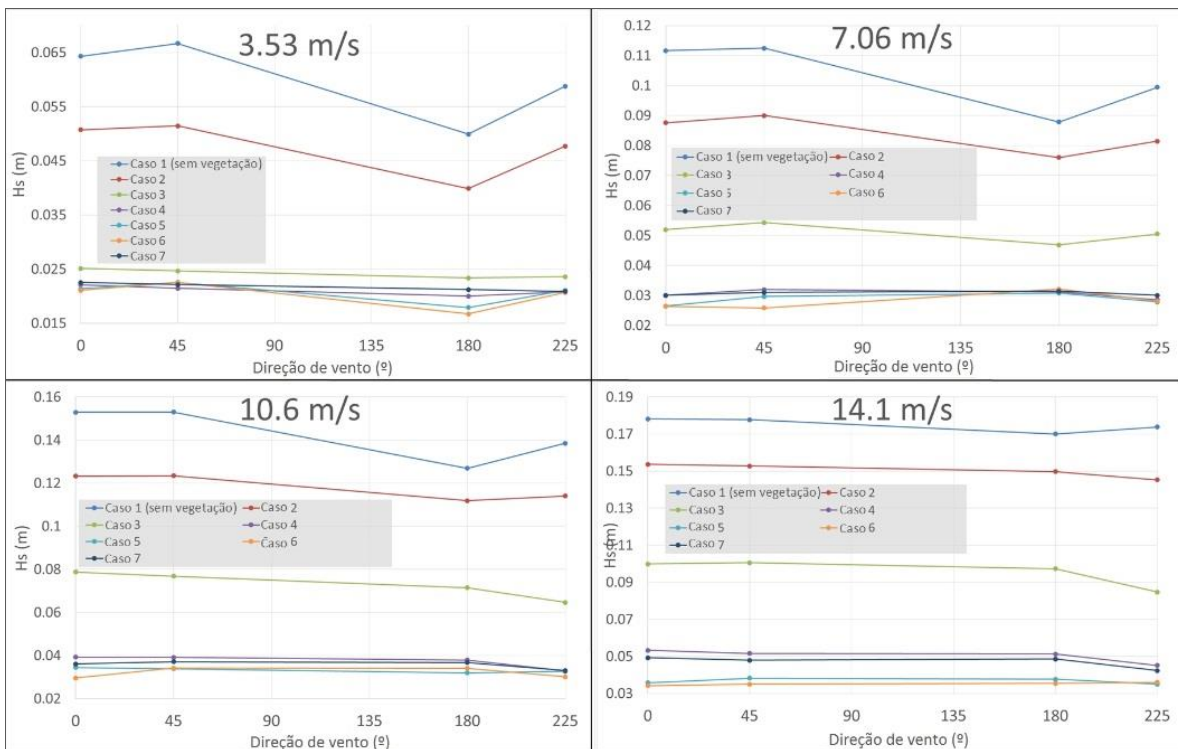 3.53 m/s
0.065
0.055
0.045
0.035
0.025
0.015
Hs (m)
Caso 1 (sem vegetação)
Caso 2
Caso 3
Caso 4
Caso 5
Caso 6
Caso 7
0 45 90 135 180 225
Direção de vento (º)
7.06 m/s
0.12
0.1
0.09
0.08
0.07
0.06
0.05
0.04
0.03
0.02
Hs (m)
Caso 1 (sem vegetação) Caso 2
Caso 3 Caso 4
Caso 5 Caso 6
Caso 7
0 45 90 135 180 225
Direção de vento (º)
10.6 m/s
0.16
0.14
0.12
0.1
0.08
0.06
0.04
0.02
Hs (m)
Caso 1 (sem vegetação) Caso 2
Caso 3 Caso 4
Caso 5 Caso 6
Caso 7
0 45 90 135 180 225
Direção de vento (º)
14.1 m/s
0.19
0.17
0.15
0.13
0.11
0.09
0.07
0.05
0.03
Hs (m)
Caso 1 (sem vegetação) Caso 2
Caso 3 Caso 4
Caso 5 Caso 6
Caso 7
0 45 90 135 180 225
Direção de vento (º)